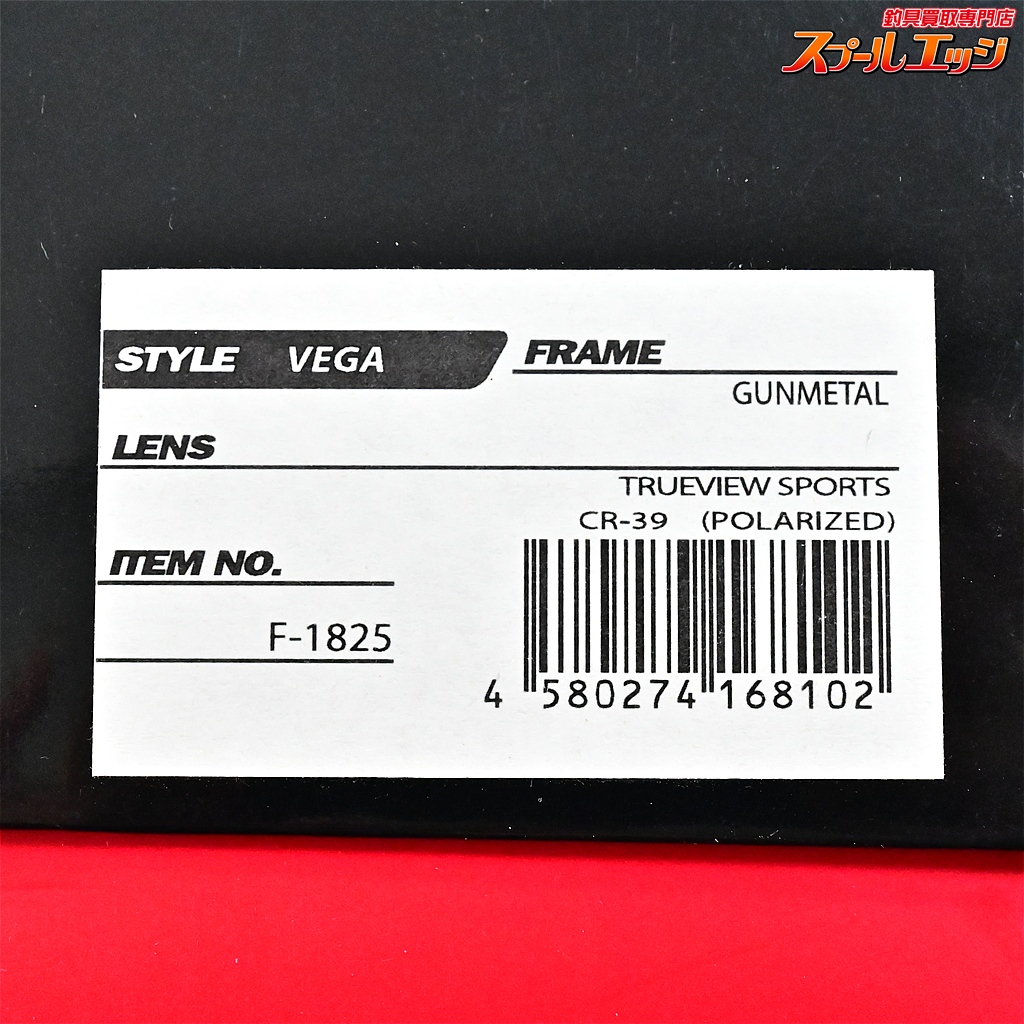 釣具買取専門店
スプールエッジ
STYLE VEGA
FRAME
GUNMETAL
LENS
TRUEVIEW SPORTS
CR-39 (POLARIZED)
ITEM NO.
F-1825
4 580274 168102